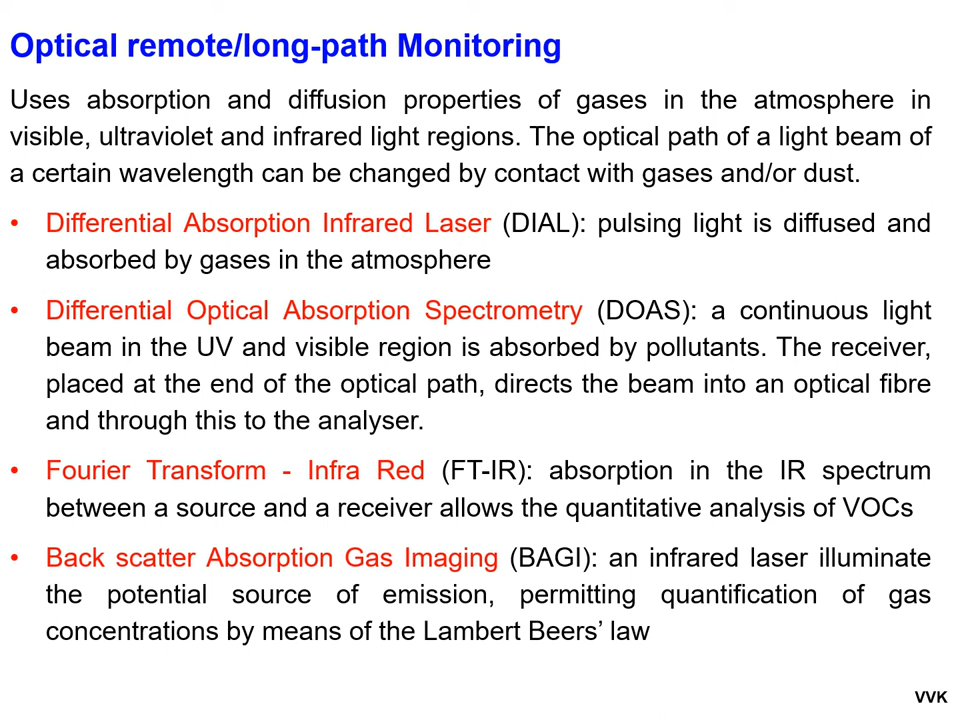 Optical remote/long-path Monitoring
Uses absorption and diffusion properties of gases in the atmosphere in
visible, ultraviolet and infrared light regions. The optical path of a light beam of
a certain wavelength can be changed by contact with gases and/or dust.
• Differential Absorption Infrared Laser (DIAL): pulsing light is diffused and
absorbed by gases in the atmosphere
• Differential Optical Absorption Spectrometry (DOAS): a continuous light
beam in the UV and visible region is absorbed by pollutants. The receiver,
placed at the end of the optical path, directs the beam into an optical fibre
and through this to the analyser.
• Fourier Transform - Infra Red (FT-IR): absorption in the IR spectrum
between a source and a receiver allows the quantitative analysis of VOCs
• Back scatter Absorption Gas Imaging (BAGI): an infrared laser illuminate
the potential source of emission, permitting quantification of gas
concentrations by means of the Lambert Beers’ law
VVK